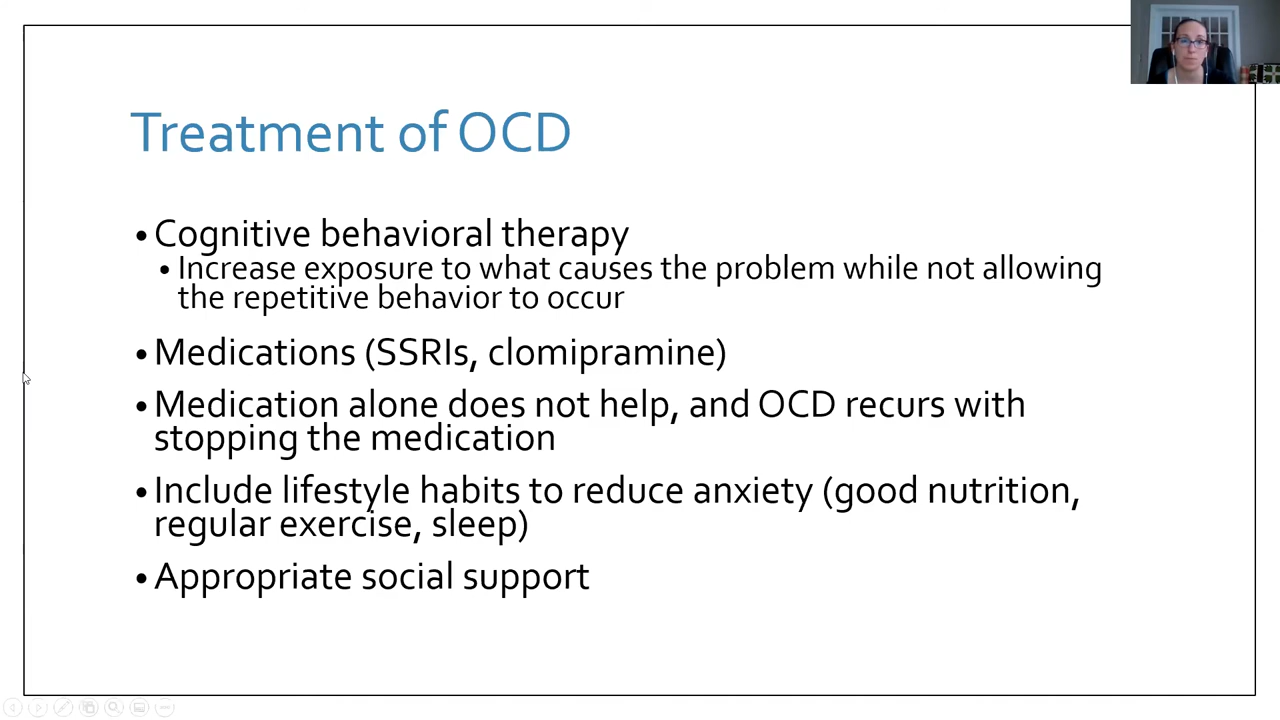 Treatment of OCD
• Cognitive behavioral therapy
• Increase exposure to what causes the problem while not allowing
the repetitive behavior to occur
• Medications (SSRIs, clomipramine)
• Medication alone does not help, and OCD recurs with
stopping the medication
• Include lifestyle habits to reduce anxiety (good nutrition,
regular exercise, sleep)
• Appropriate social support